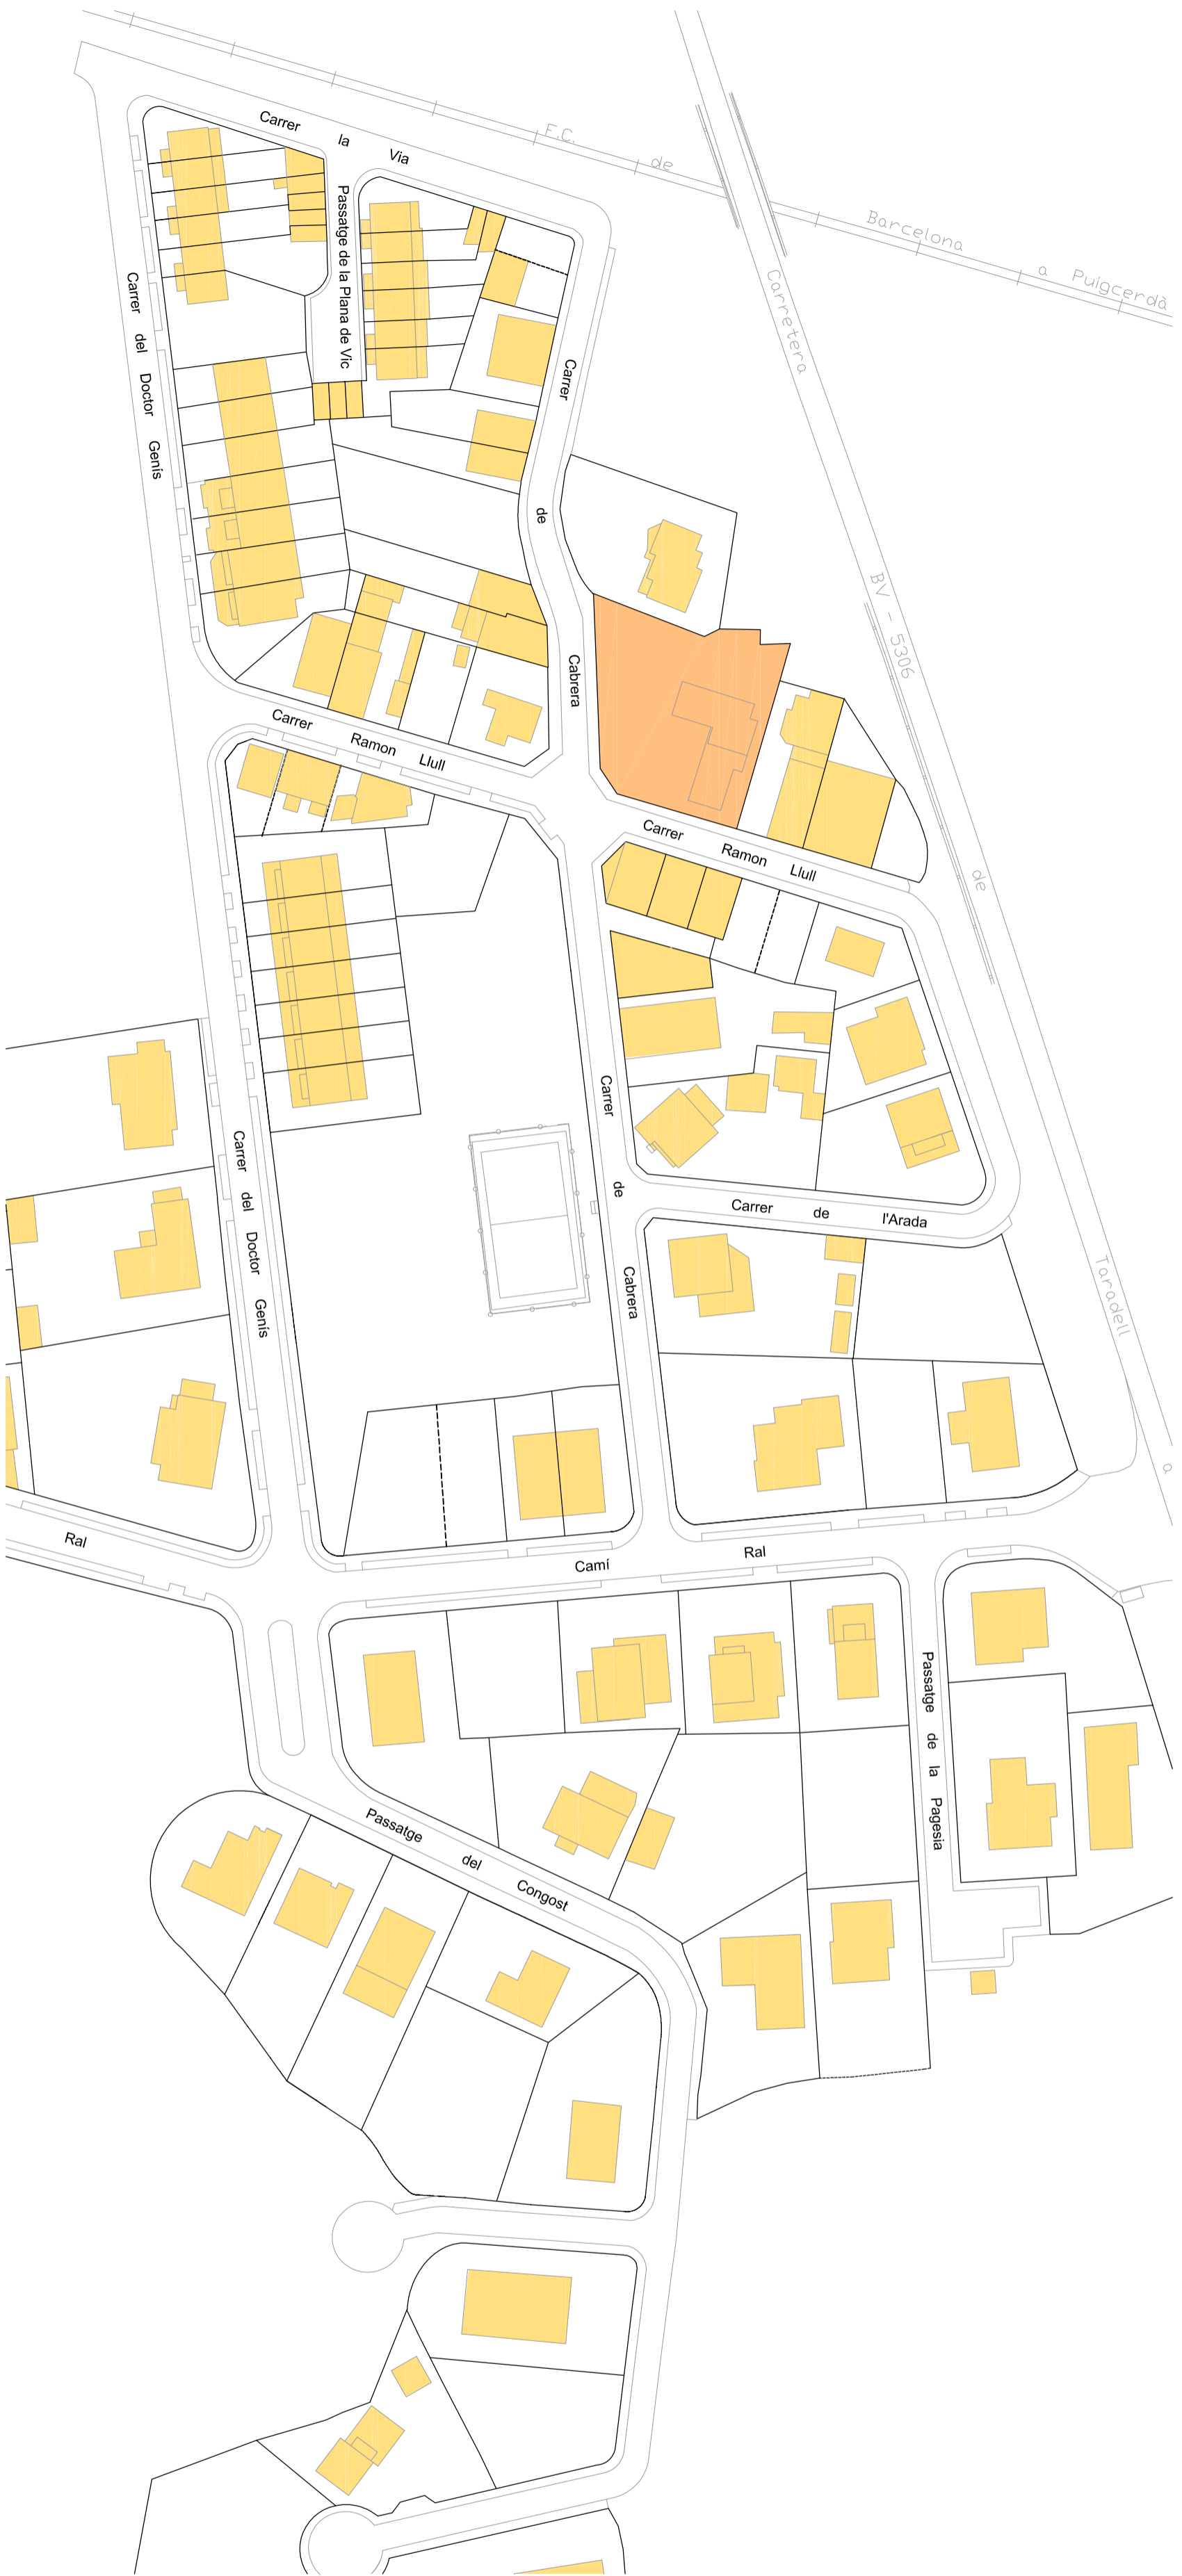 F.C. de Barcelona a Puigcerdà
Carrer la Via
Passatge de la Plana de Vic
Carrer del Doctor Genís
Carretera BV - 5306 de Taradell a
Carrer de Cabrera
Carrer Ramon Llull
Carrer Ramon Llull
Carrer de Cabrera
Carrer del Doctor Genís
Carrer de l'Arada
Ral
Camí Ral
Passatge de la Pagesia
Passatge del Congost